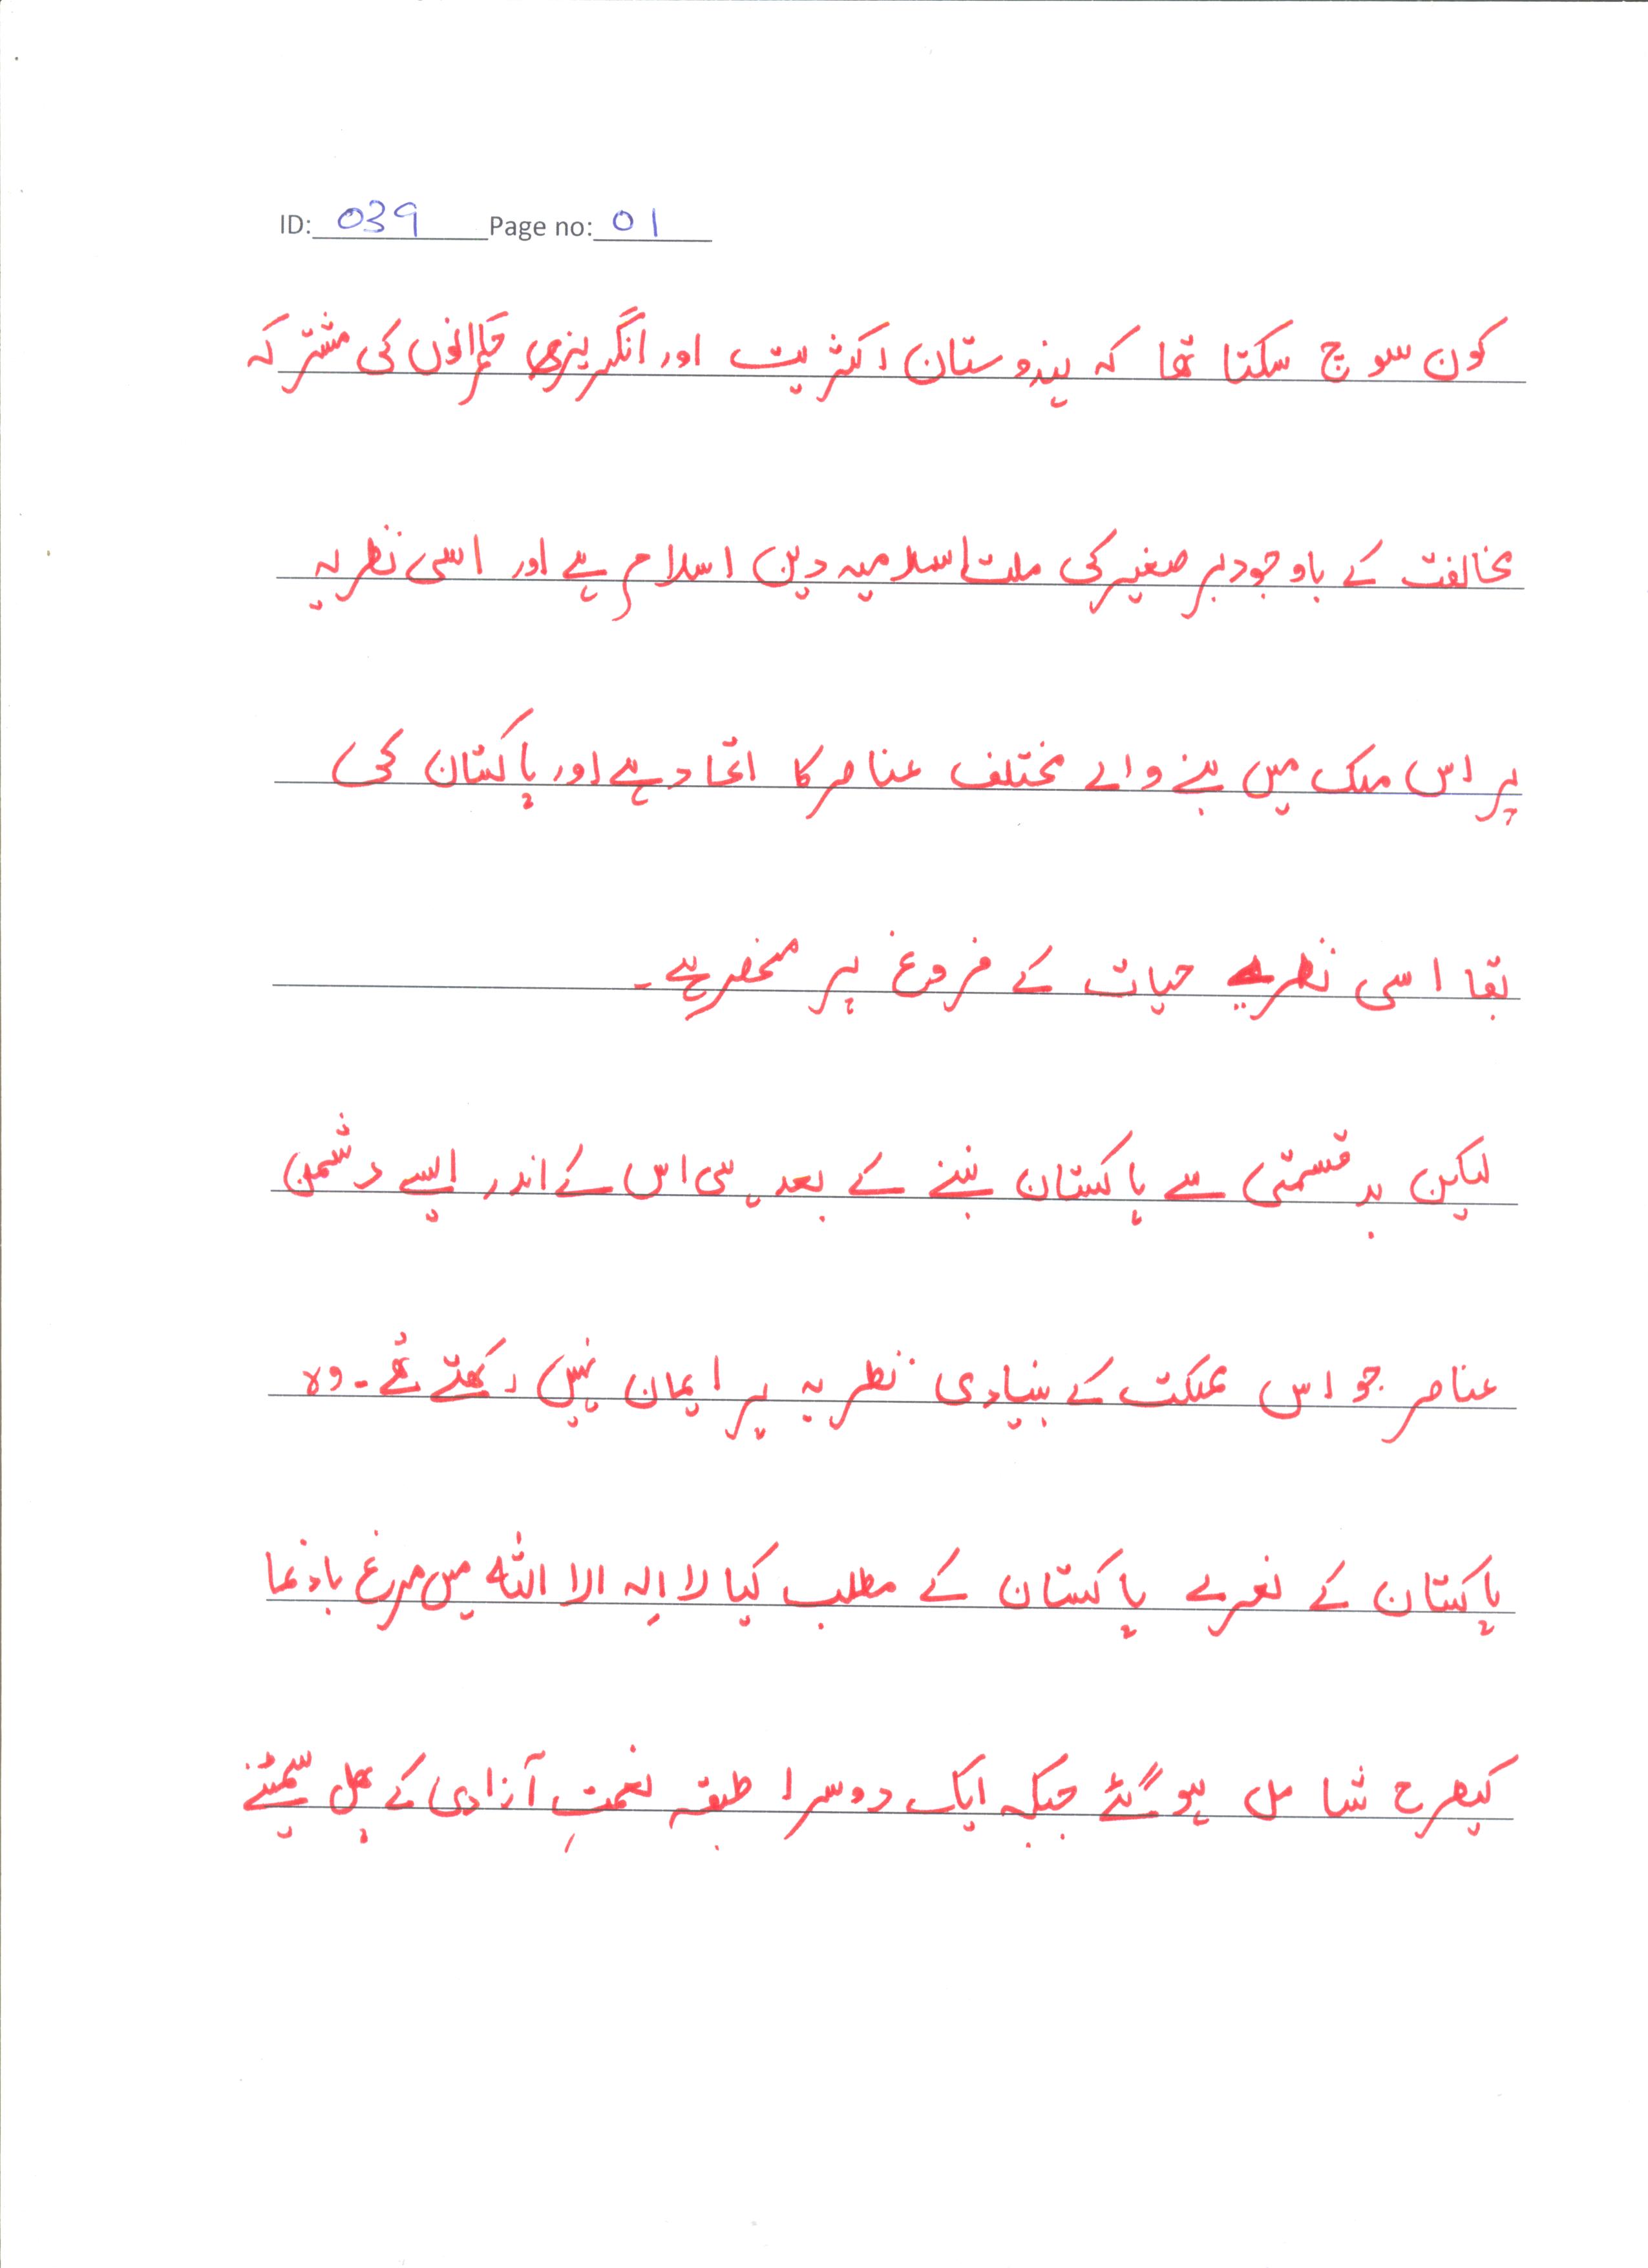 ID: 039 Page no: 01
کون سوچ سکتا تھا کہ ہندوستان اکثریت اور انگریزی حکمرانوں کی مشترکہ
مخالفت کے باوجود برصغیر کی ملت اسلامیہ دین اسلام ہے اور اسی نظریہ
پر اس ملک میں بسنے والے مختلف عناصر کا اتحاد ہے اور پاکستان کی
بقا اسی نظریے حیات کے فروغ پر منحصر ہے۔
لیکن بدقسمتی سے پاکستان بننے کے بعد ہی اس کے اندر ایسے دشمن
عناصر جو اس مملکت کے بنیادی نظریہ پر ایمان نہیں رکھتے تھے۔ وہ
پاکستان کے نعرے پاکستان کے مطلب کیا لا الہ الا اللہ میں مرغ بادنما
کیطرح شامل ہوگئے جبکہ ایک دوسرا طبقہ نعمتِ آزادی کے پھل سمیٹنے